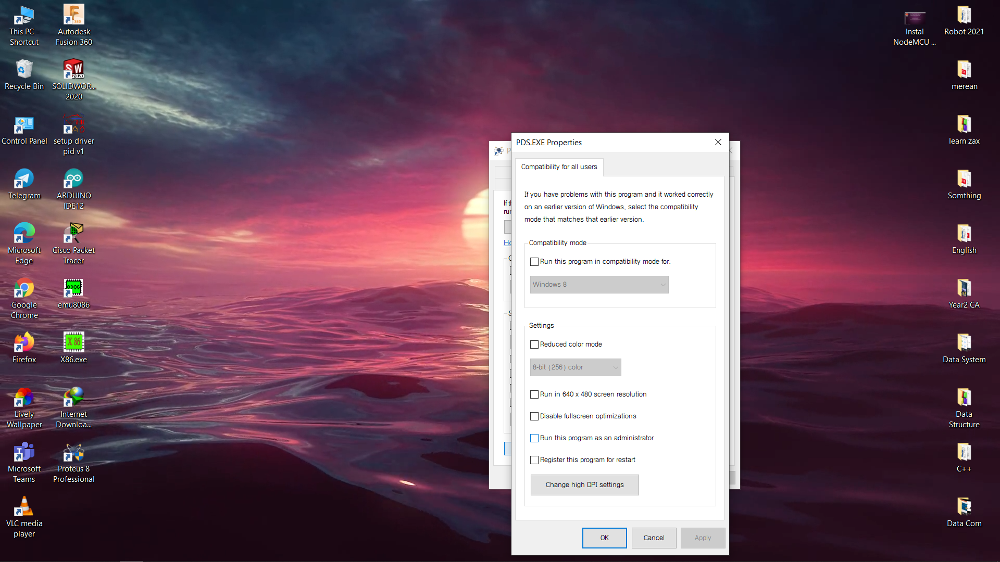 This PC -
Shortcut
Autodesk
Fusion 360
Recycle Bin
SOLIDWOR...
2020
Control Panel
setup driver
pid v1
Telegram
ARDUINO
IDE12
Microsoft
Edge
Cisco Packet
Tracer
Google
Chrome
8086
emu8086
Firefox
X 86
X86.exe
Lively
Wallpaper
Internet
Downloa...
Microsoft
Teams
Proteus 8
Professional
VLC media
player
PDS.EXE Properties
Compatibility for all users
If you have problems with this program and it worked correctly
on an earlier version of Windows, select the compatibility
mode that matches that earlier version.
Compatibility mode
Run this program in compatibility mode for:
Windows 8
Settings
Reduced color mode
8-bit (256) color
Run in 640 x 480 screen resolution
Disable fullscreen optimizations
Run this program as an administrator
Register this program for restart
Change high DPI settings
OK
Cancel
Apply
Instal
NodeMCU ...
Robot 2021
merean
learn zax
Somthing
English
Year2 CA
Data System
Data
Structure
C++
Data Com